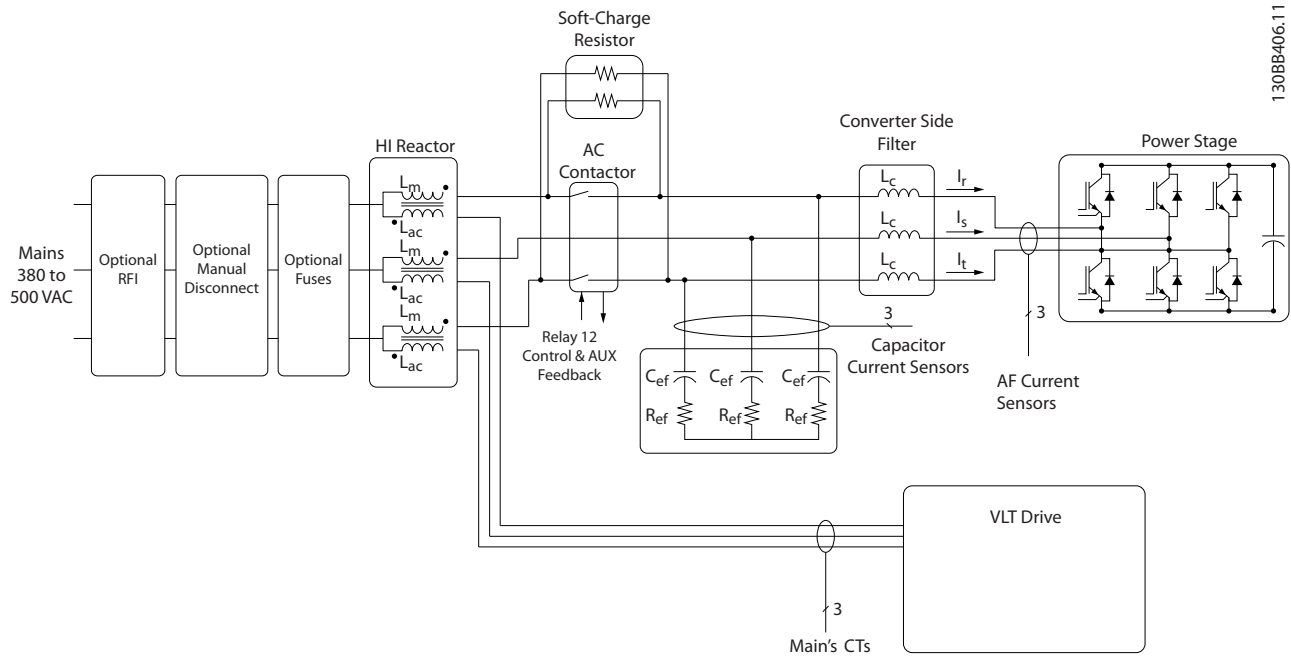 130BB406.11
Soft-Charge
Resistor
Converter Side
Filter
Power Stage
HI Reactor
AC
Contactor
Lm
Lac
Lm
Lac
Lm
Lac
Lc
Lc
Lc
Ir
Is
It
Mains
380 to
500 VAC
Optional
RFI
Optional
Manual
Disconnect
Optional
Fuses
Relay 12
Control & AUX
Feedback
3
Capacitor
Current Sensors
3
AF Current
Sensors
Cef
Cef
Cef
Ref
Ref
Ref
VLT Drive
3
Main's CTs